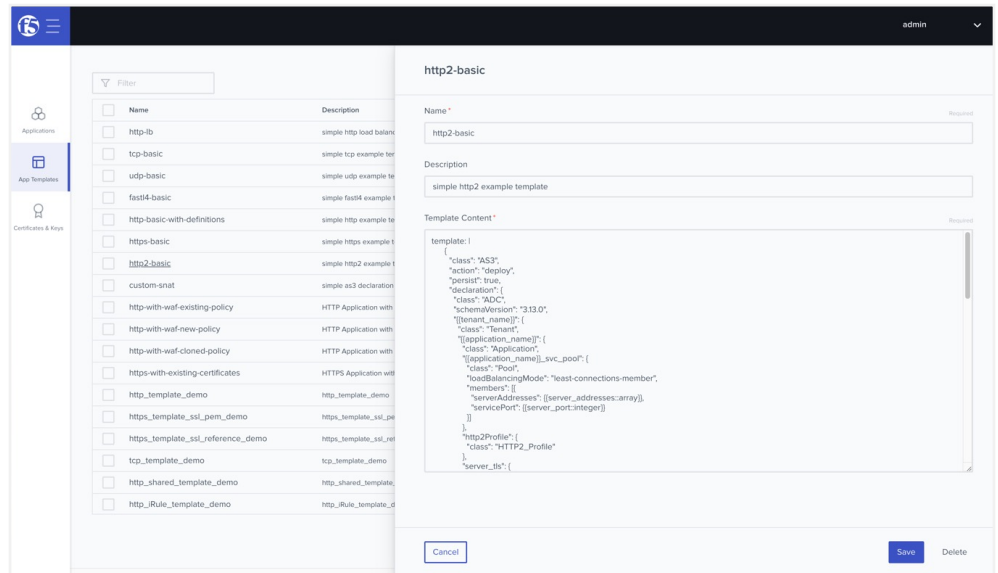 f5
admin
Applications
App Templates
Certificates & Keys
Filter
Name Description
http-lb simple http load balanc
tcp-basic simple tcp example ter
udp-basic simple udp example te
fastl4-basic simple fastl4 example t
http-basic-with-definitions simple http example te
https-basic simple https example t
http2-basic simple http2 example t
custom-snat simple as3 declaration
http-with-waf-existing-policy HTTP Application with
http-with-waf-new-policy HTTP Application with
http-with-waf-cloned-policy HTTP Application with
https-with-existing-certificates HTTPS Application with
http_template_demo http_template_demo
https_template_ssl_pem_demo https_template_ssl_pe
https_template_ssl_reference_demo https_template_ssl_ref
tcp_template_demo tcp_template_demo
http_shared_template_demo http_shared_template_
http_iRule_template_demo http_iRule_template_d
http2-basic
Name* Required
http2-basic
Description
simple http2 example template
Template Content* Required
template: |
{
"class": "AS3",
"action": "deploy",
"persist": true,
"declaration": {
"class": "ADC",
"schemaVersion": "3.13.0",
"{{tenant_name}}": {
"class": "Tenant",
"{{application_name}}": {
"class": "Application",
"{{application_name}}_svc_pool": {
"class": "Pool",
"loadBalancingMode": "least-connections-member",
"members": [{
"serverAddresses": {{server_addresses::array}},
"servicePort": {{server_port::integer}}
}]
},
"http2Profile": {
"class": "HTTP2_Profile"
},
"server_tls": {
Cancel Save Delete